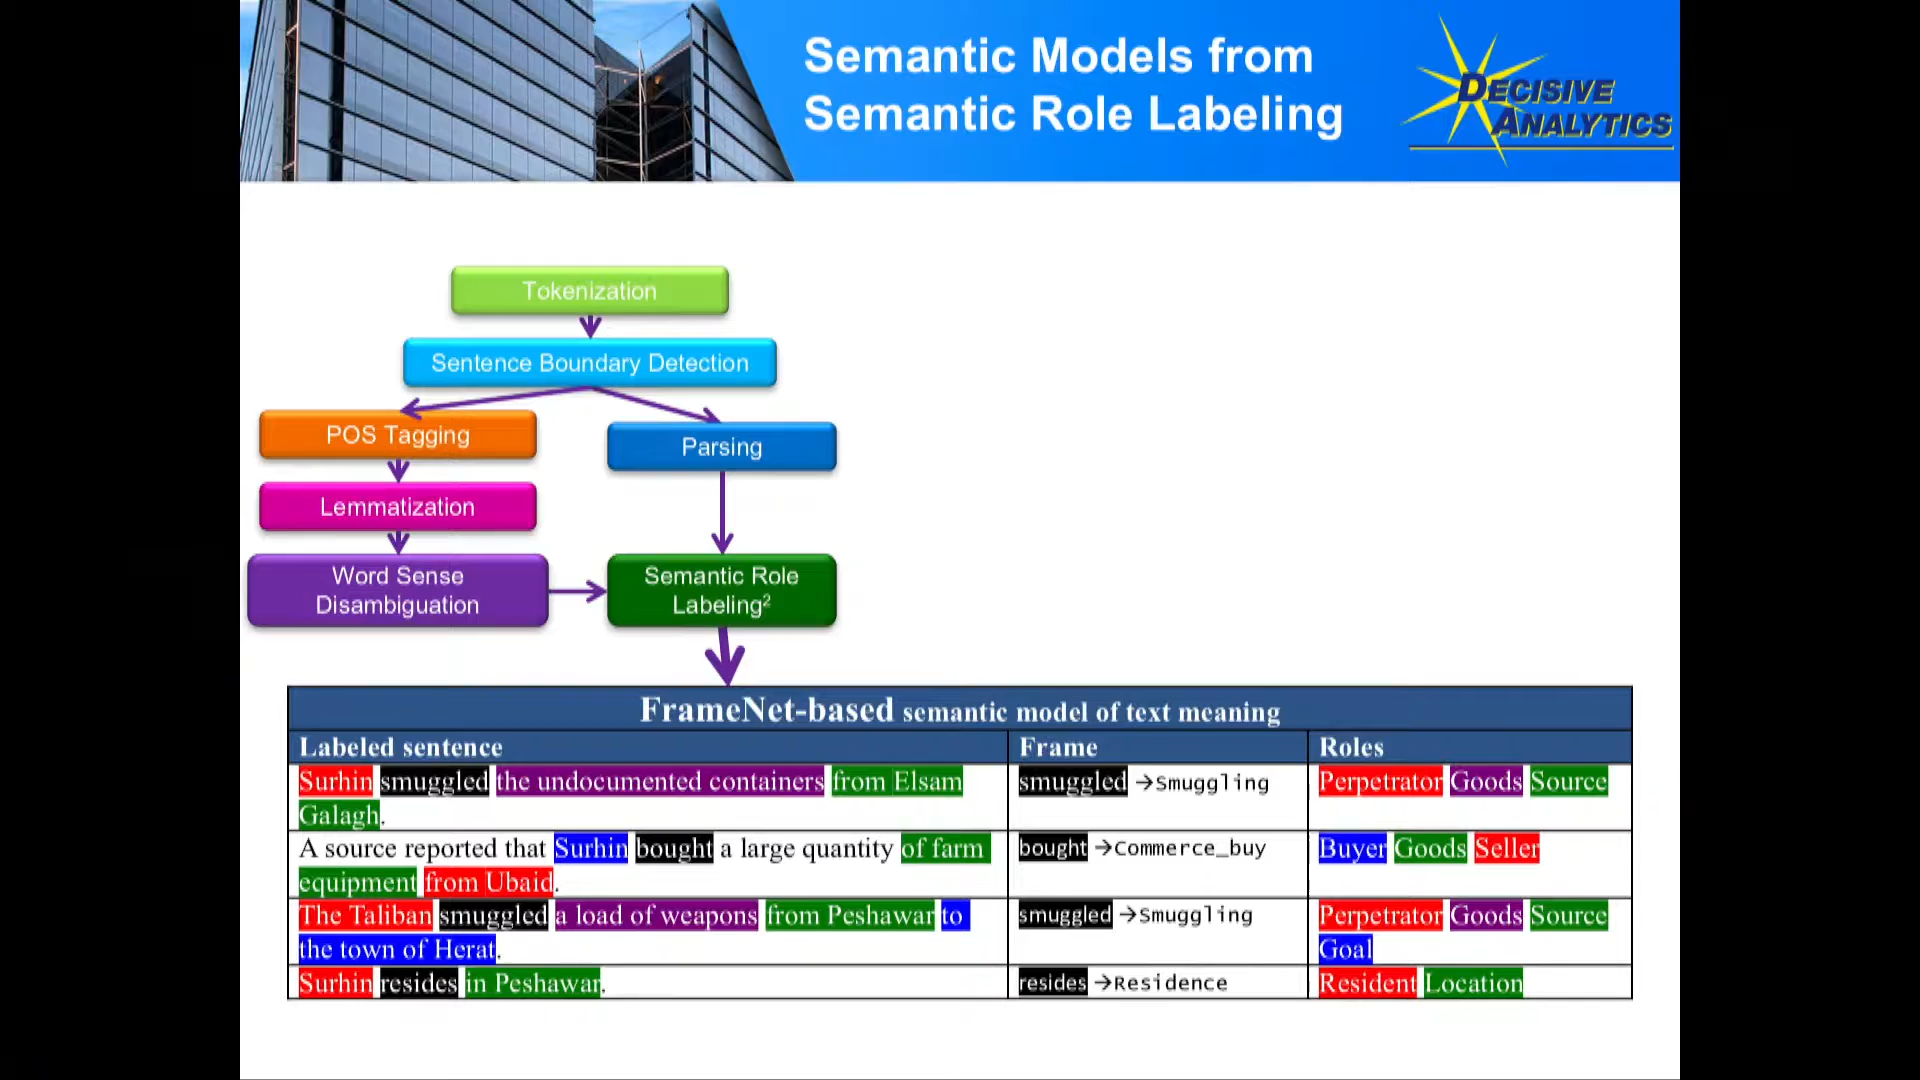 Semantic Models from
Semantic Role Labeling
DECISIVE
ANALYTICS
Tokenization
Sentence Boundary Detection
POS Tagging
Parsing
Lemmatization
Word Sense
Disambiguation
Semantic Role
Labeling²
FrameNet-based semantic model of text meaning
Labeled sentence Frame Roles
Surhin smuggled the undocumented containers from Elsam
Galagh.
smuggled →Smuggling
Perpetrator Goods Source
A source reported that Surhin bought a large quantity of farm
equipment from Ubaid.
bought →Commerce_buy
Buyer Goods Seller
The Taliban smuggled a load of weapons from Peshawar to
the town of Herat.
smuggled →Smuggling
Perpetrator Goods Source
Goal
Surhin resides in Peshawar.
resides →Residence
Resident Location